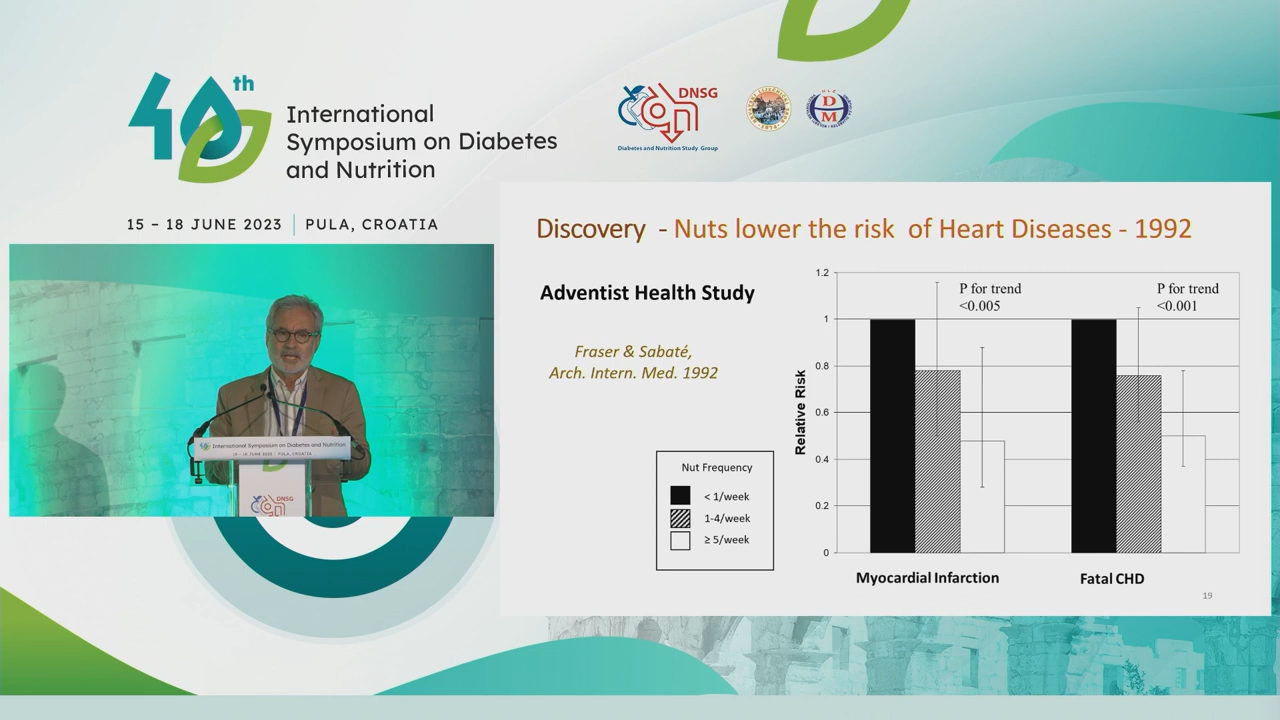 40th
International
Symposium on Diabetes
and Nutrition
15 – 18 JUNE 2023 | PULA, CROATIA
DNSG
Diabetes and Nutrition Study Group
D
M
Discovery - Nuts lower the risk of Heart Diseases - 1992
Adventist Health Study
Fraser & Sabaté,
Arch. Intern. Med. 1992
Nut Frequency
< 1/week
1-4/week
≥ 5/week
Relative Risk
1.2
1
0.8
0.6
0.4
0.2
0
P for trend
<0.005
P for trend
<0.001
Myocardial Infarction
Fatal CHD
19
International Symposium on Diabetes and Nutrition
15 – 18 JUNE 2023 | PULA, CROATIA
DNSG